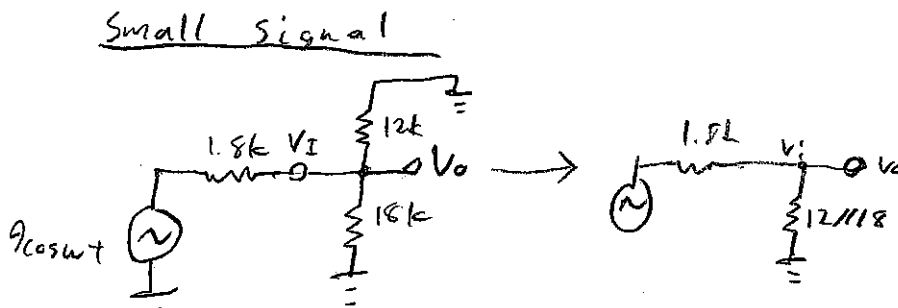 Small Signal
12k
1.8k VI Vo
18k
9cosωt
1.8k Vi Vo
12//18